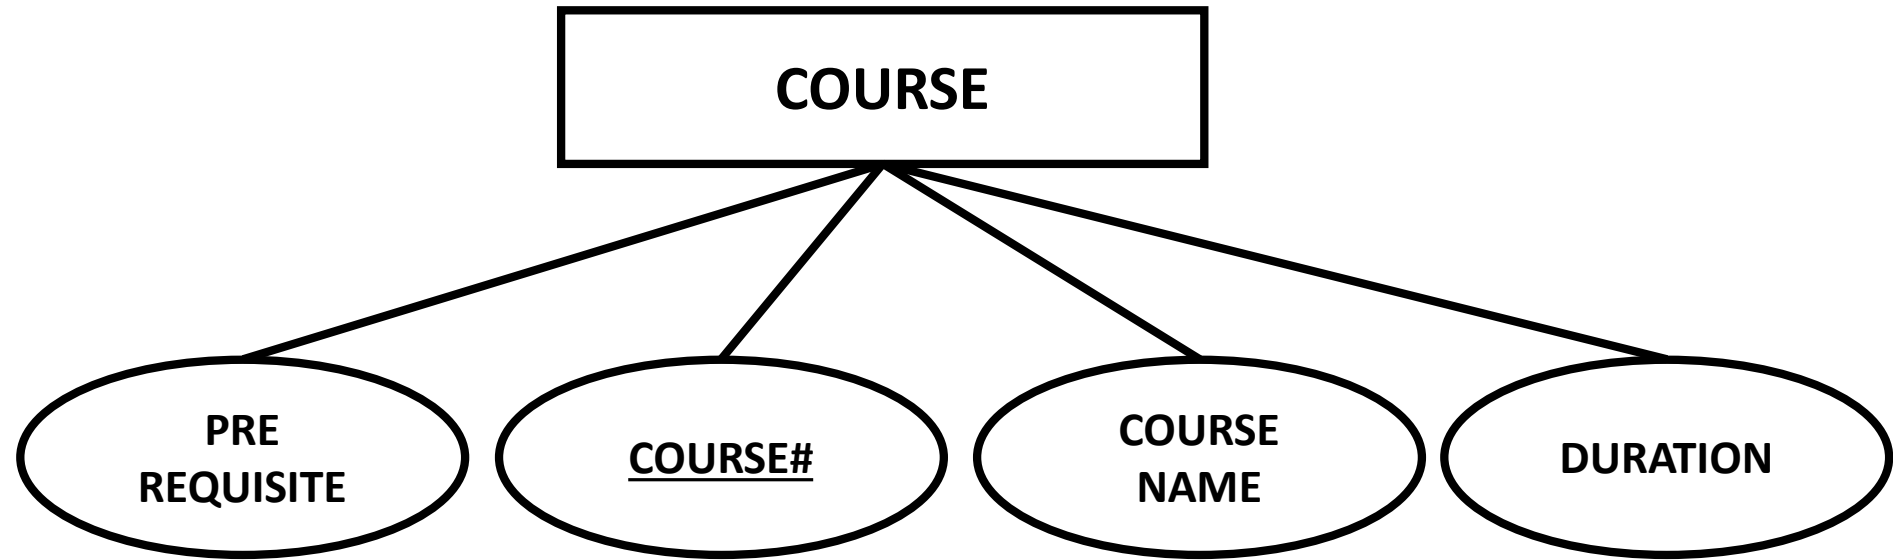 COURSE
PRE
REQUISITE
COURSE#
COURSE
NAME
DURATION